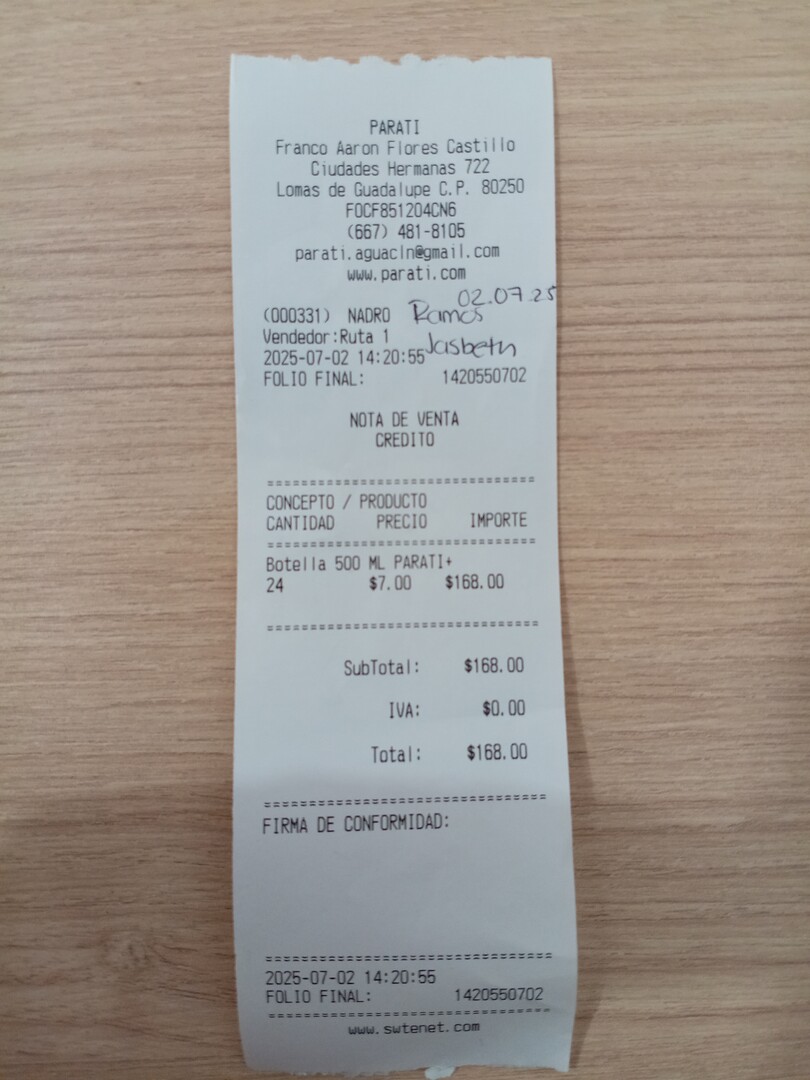 PARATI
Franco Aaron Flores Castillo
Ciudades Hermanas 722
Lomas de Guadalupe C.P. 80250
FOCF851204CN6
(667) 481-8105
parati.aguacln@gmail.com
www.parati.com
02.07.25
(000331) NADRO Ramos
Vendedor:Ruta 1 Jasbeth
2025-07-02 14:20:55
FOLIO FINAL: 1420550702
NOTA DE VENTA
CREDITO
==============================
CONCEPTO / PRODUCTO
CANTIDAD PRECIO IMPORTE
==============================
Botella 500 ML PARATI+
24 $7.00 $168.00
==============================
SubTotal: $168.00
IVA: $0.00
Total: $168.00
==============================
FIRMA DE CONFORMIDAD:
==============================
2025-07-02 14:20:55
FOLIO FINAL: 1420550702
==============================
www.swtenet.com